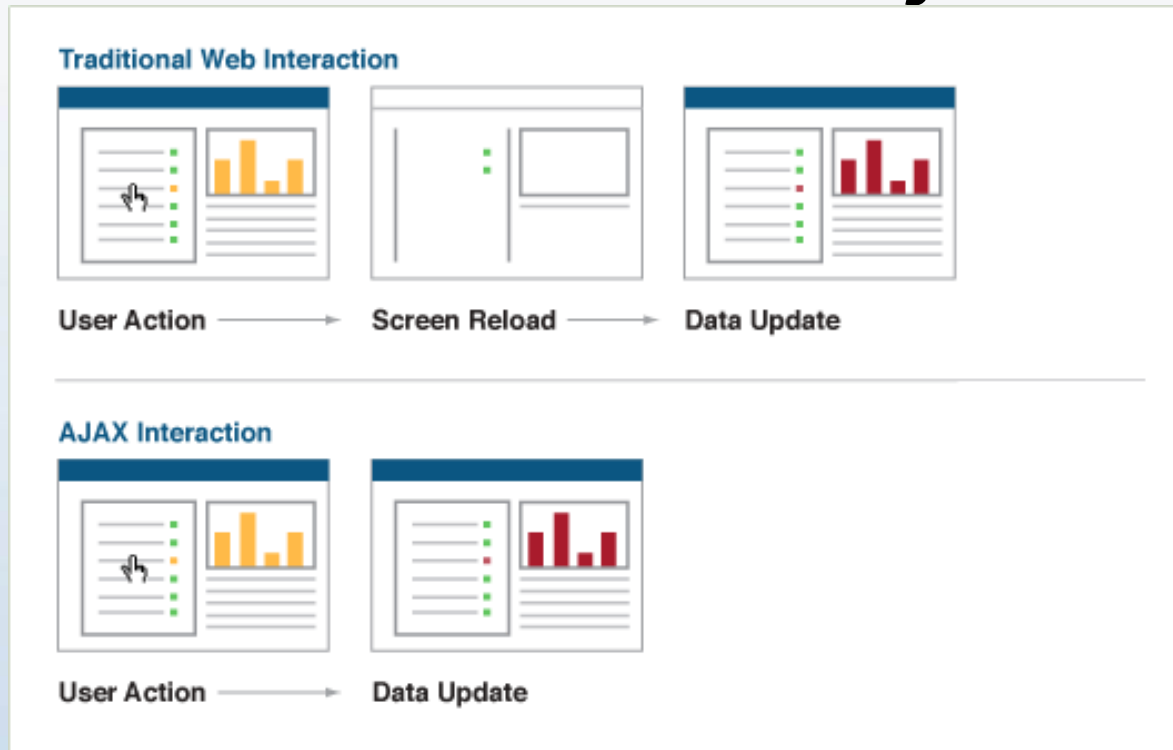 Traditional Web Interaction
User Action Screen Reload Data Update
AJAX Interaction
User Action Data Update